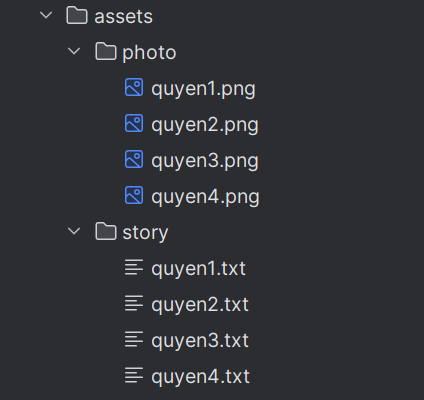 assets
photo
quyen1.png
quyen2.png
quyen3.png
quyen4.png
story
quyen1.txt
quyen2.txt
quyen3.txt
quyen4.txt